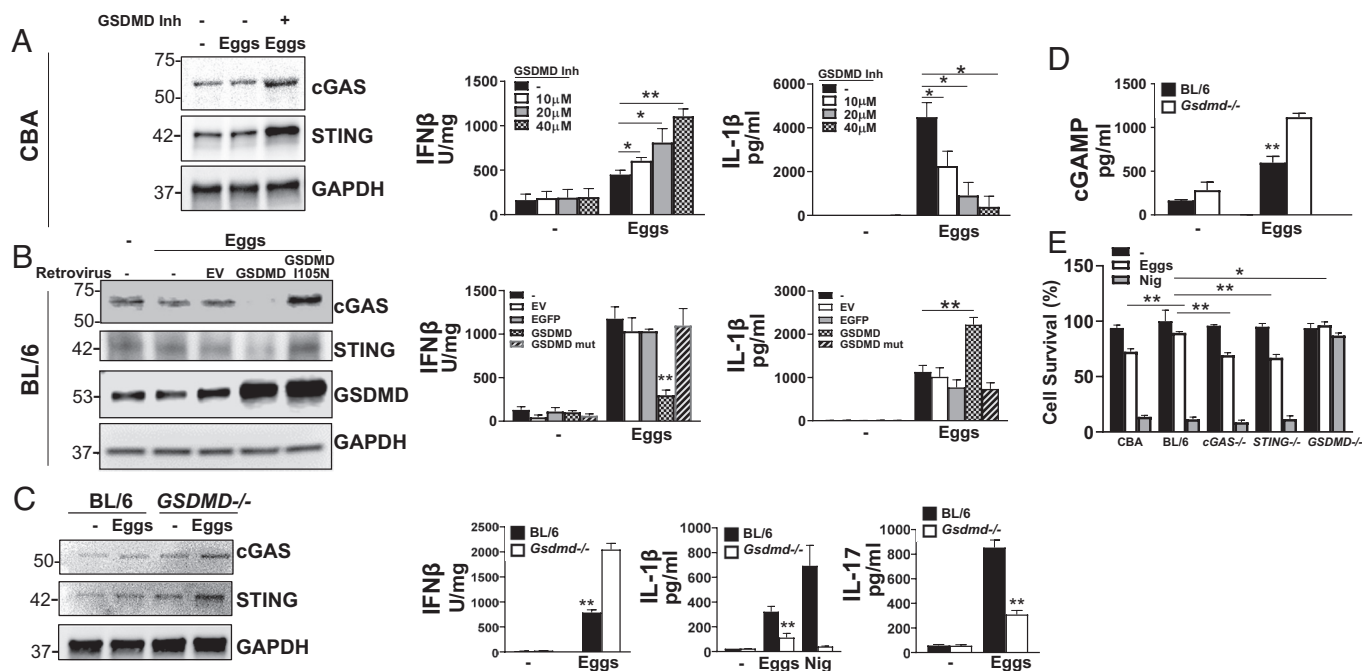 A
CBA
GSDMD Inh - - +
- Eggs Eggs
75
50
42
37
cGAS
STING
GAPDH
IFNβ
U/mg
1500
1000
500
0
GSDMD Inh
-
10μM
20μM
40μM
*
*
**
- Eggs
IL-1β
pg/ml
6000
4000
2000
0
GSDMD Inh
-
10μM
20μM
40μM
*
*
*
- Eggs
D
cGAMP
pg/ml
1500
1000
500
0
BL/6
Gsdmd-/-
**
- Eggs
B
BL/6
- Eggs
Retrovirus - - EV GSDMD GSDMD I105N
75
50
42
53
37
cGAS
STING
GSDMD
GAPDH
IFNβ
U/mg
1500
1000
500
0
-
EV
EGFP
GSDMD
GSDMD mut
**
- Eggs
IL-1β
pg/ml
3000
2000
1000
0
-
EV
EGFP
GSDMD
GSDMD mut
**
- Eggs
E
Cell Survival (%)
100
50
0
-
Eggs
Nig
*
**
** **
CBA BL/6 cGAS-/- STING-/- GSDMD-/-
C
BL/6 GSDMD-/-
- Eggs - Eggs
50
42
37
cGAS
STING
GAPDH
IFNβ
U/mg
2500
2000
1500
1000
500
0
BL/6
Gsdmd-/-
**
- Eggs
IL-1β
pg/ml
1000
800
600
400
200
0
BL/6
Gsdmd-/-
**
- Eggs Nig
IL-17
pg/ml
1000
800
600
400
200
0
BL/6
Gsdmd-/-
**
- Eggs